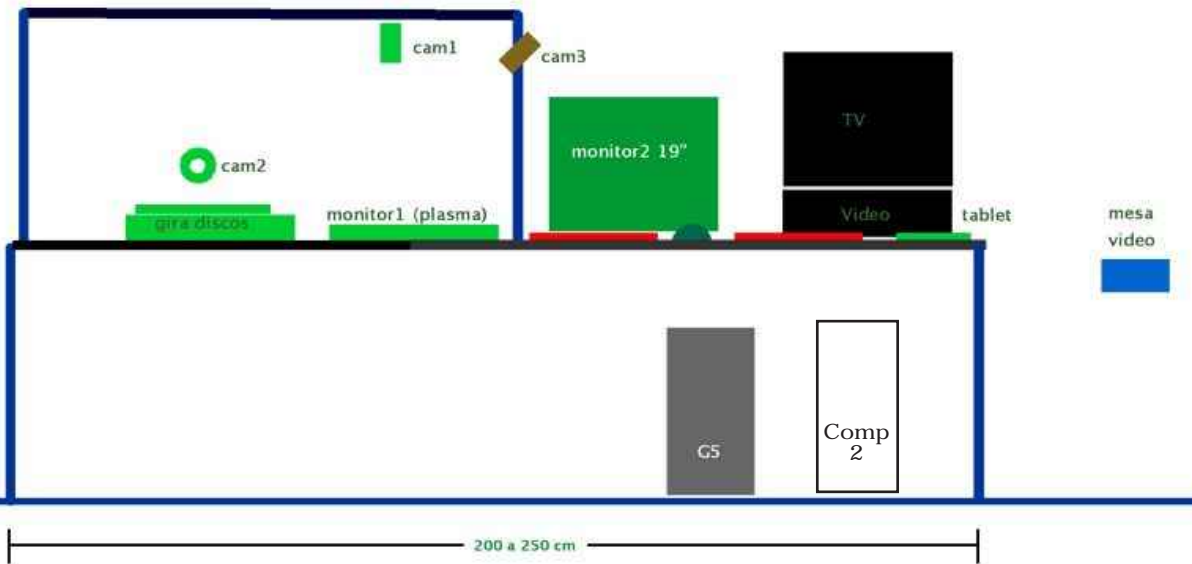 cam1
cam3
TV
monitor2 19"
cam2
gira discos
monitor1 (plasma)
Video
tablet
mesa
video
G5
Comp
2
200 a 250 cm